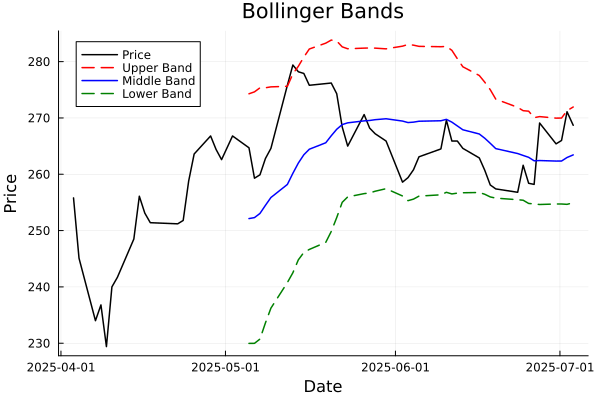 Bollinger Bands
Price
Upper Band
Middle Band
Lower Band
280
270
260
250
240
230
Price
2025-04-01 2025-05-01 2025-06-01 2025-07-01
Date